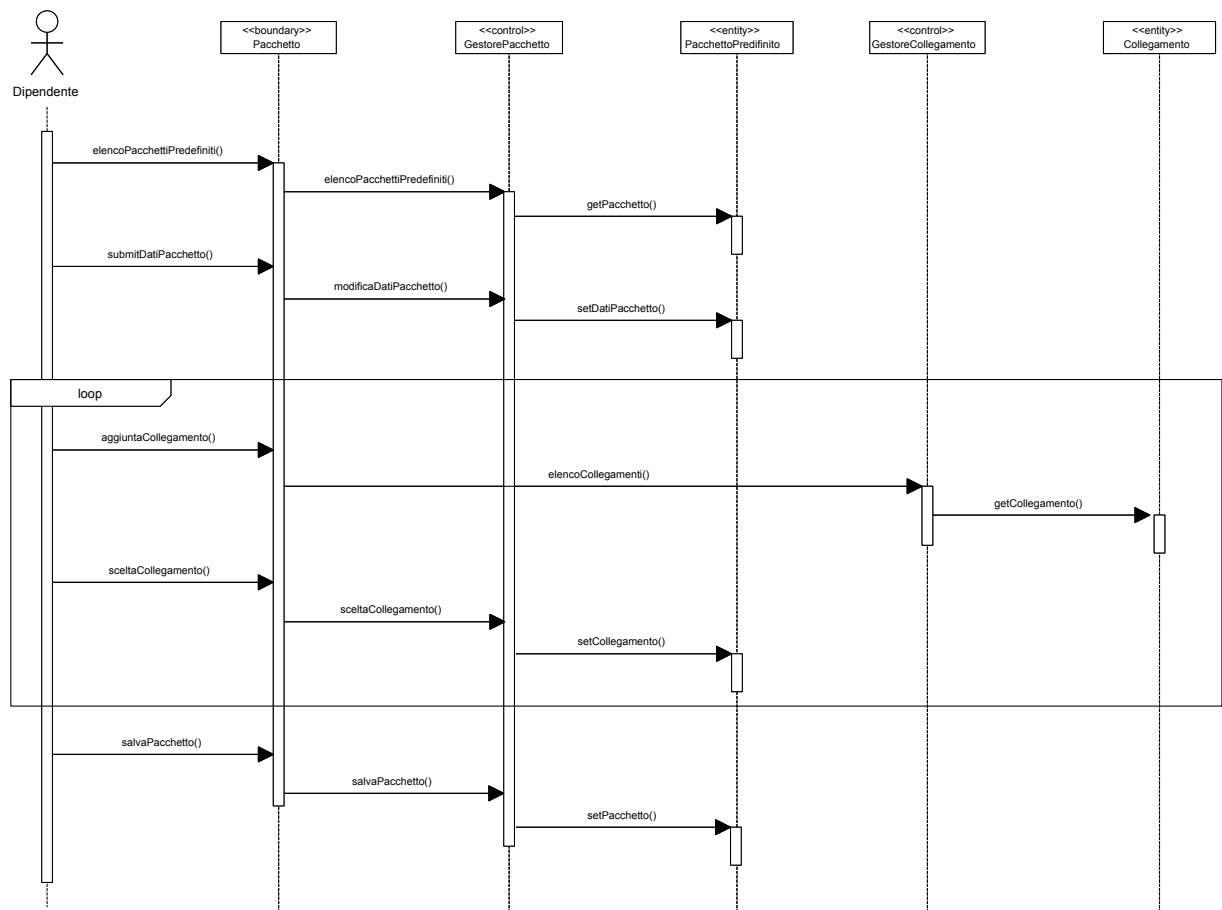 Dipendente
<<boundary>>
Pacchetto
<<control>>
GestorePacchetto
<<entity>>
PacchettoPredifinito
<<control>>
GestoreCollegamento
<<entity>>
Collegamento
elencoPacchettiPredefiniti()
elencoPacchettiPredefiniti()
getPacchetto()
submitDatiPacchetto()
modificaDatiPacchetto()
setDatiPacchetto()
loop
aggiuntaCollegamento()
elencoCollegamenti()
getCollegamento()
sceltaCollegamento()
sceltaCollegamento()
setCollegamento()
salvaPacchetto()
salvaPacchetto()
setPacchetto()